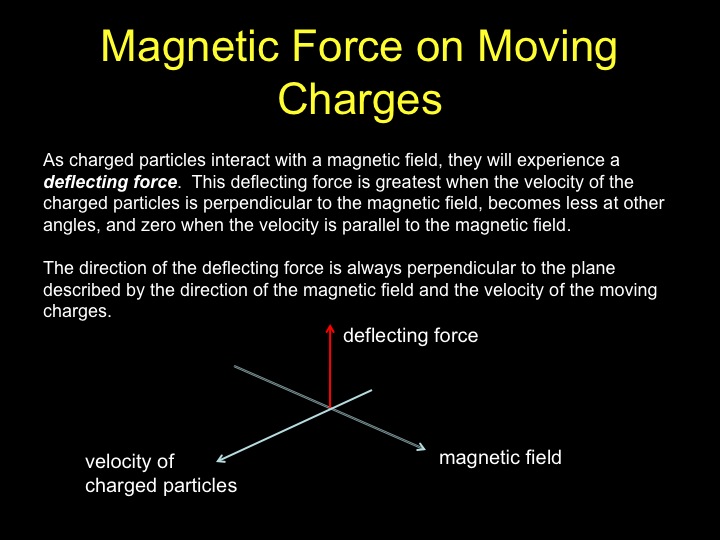 Magnetic Force on Moving
Charges
As charged particles interact with a magnetic field, they will experience a
deflecting force.  This deflecting force is greatest when the velocity of the
charged particles is perpendicular to the magnetic field, becomes less at other
angles, and zero when the velocity is parallel to the magnetic field.
The direction of the deflecting force is always perpendicular to the plane
described by the direction of the magnetic field and the velocity of the moving
charges.
deflecting force
magnetic field
velocity of
charged particles